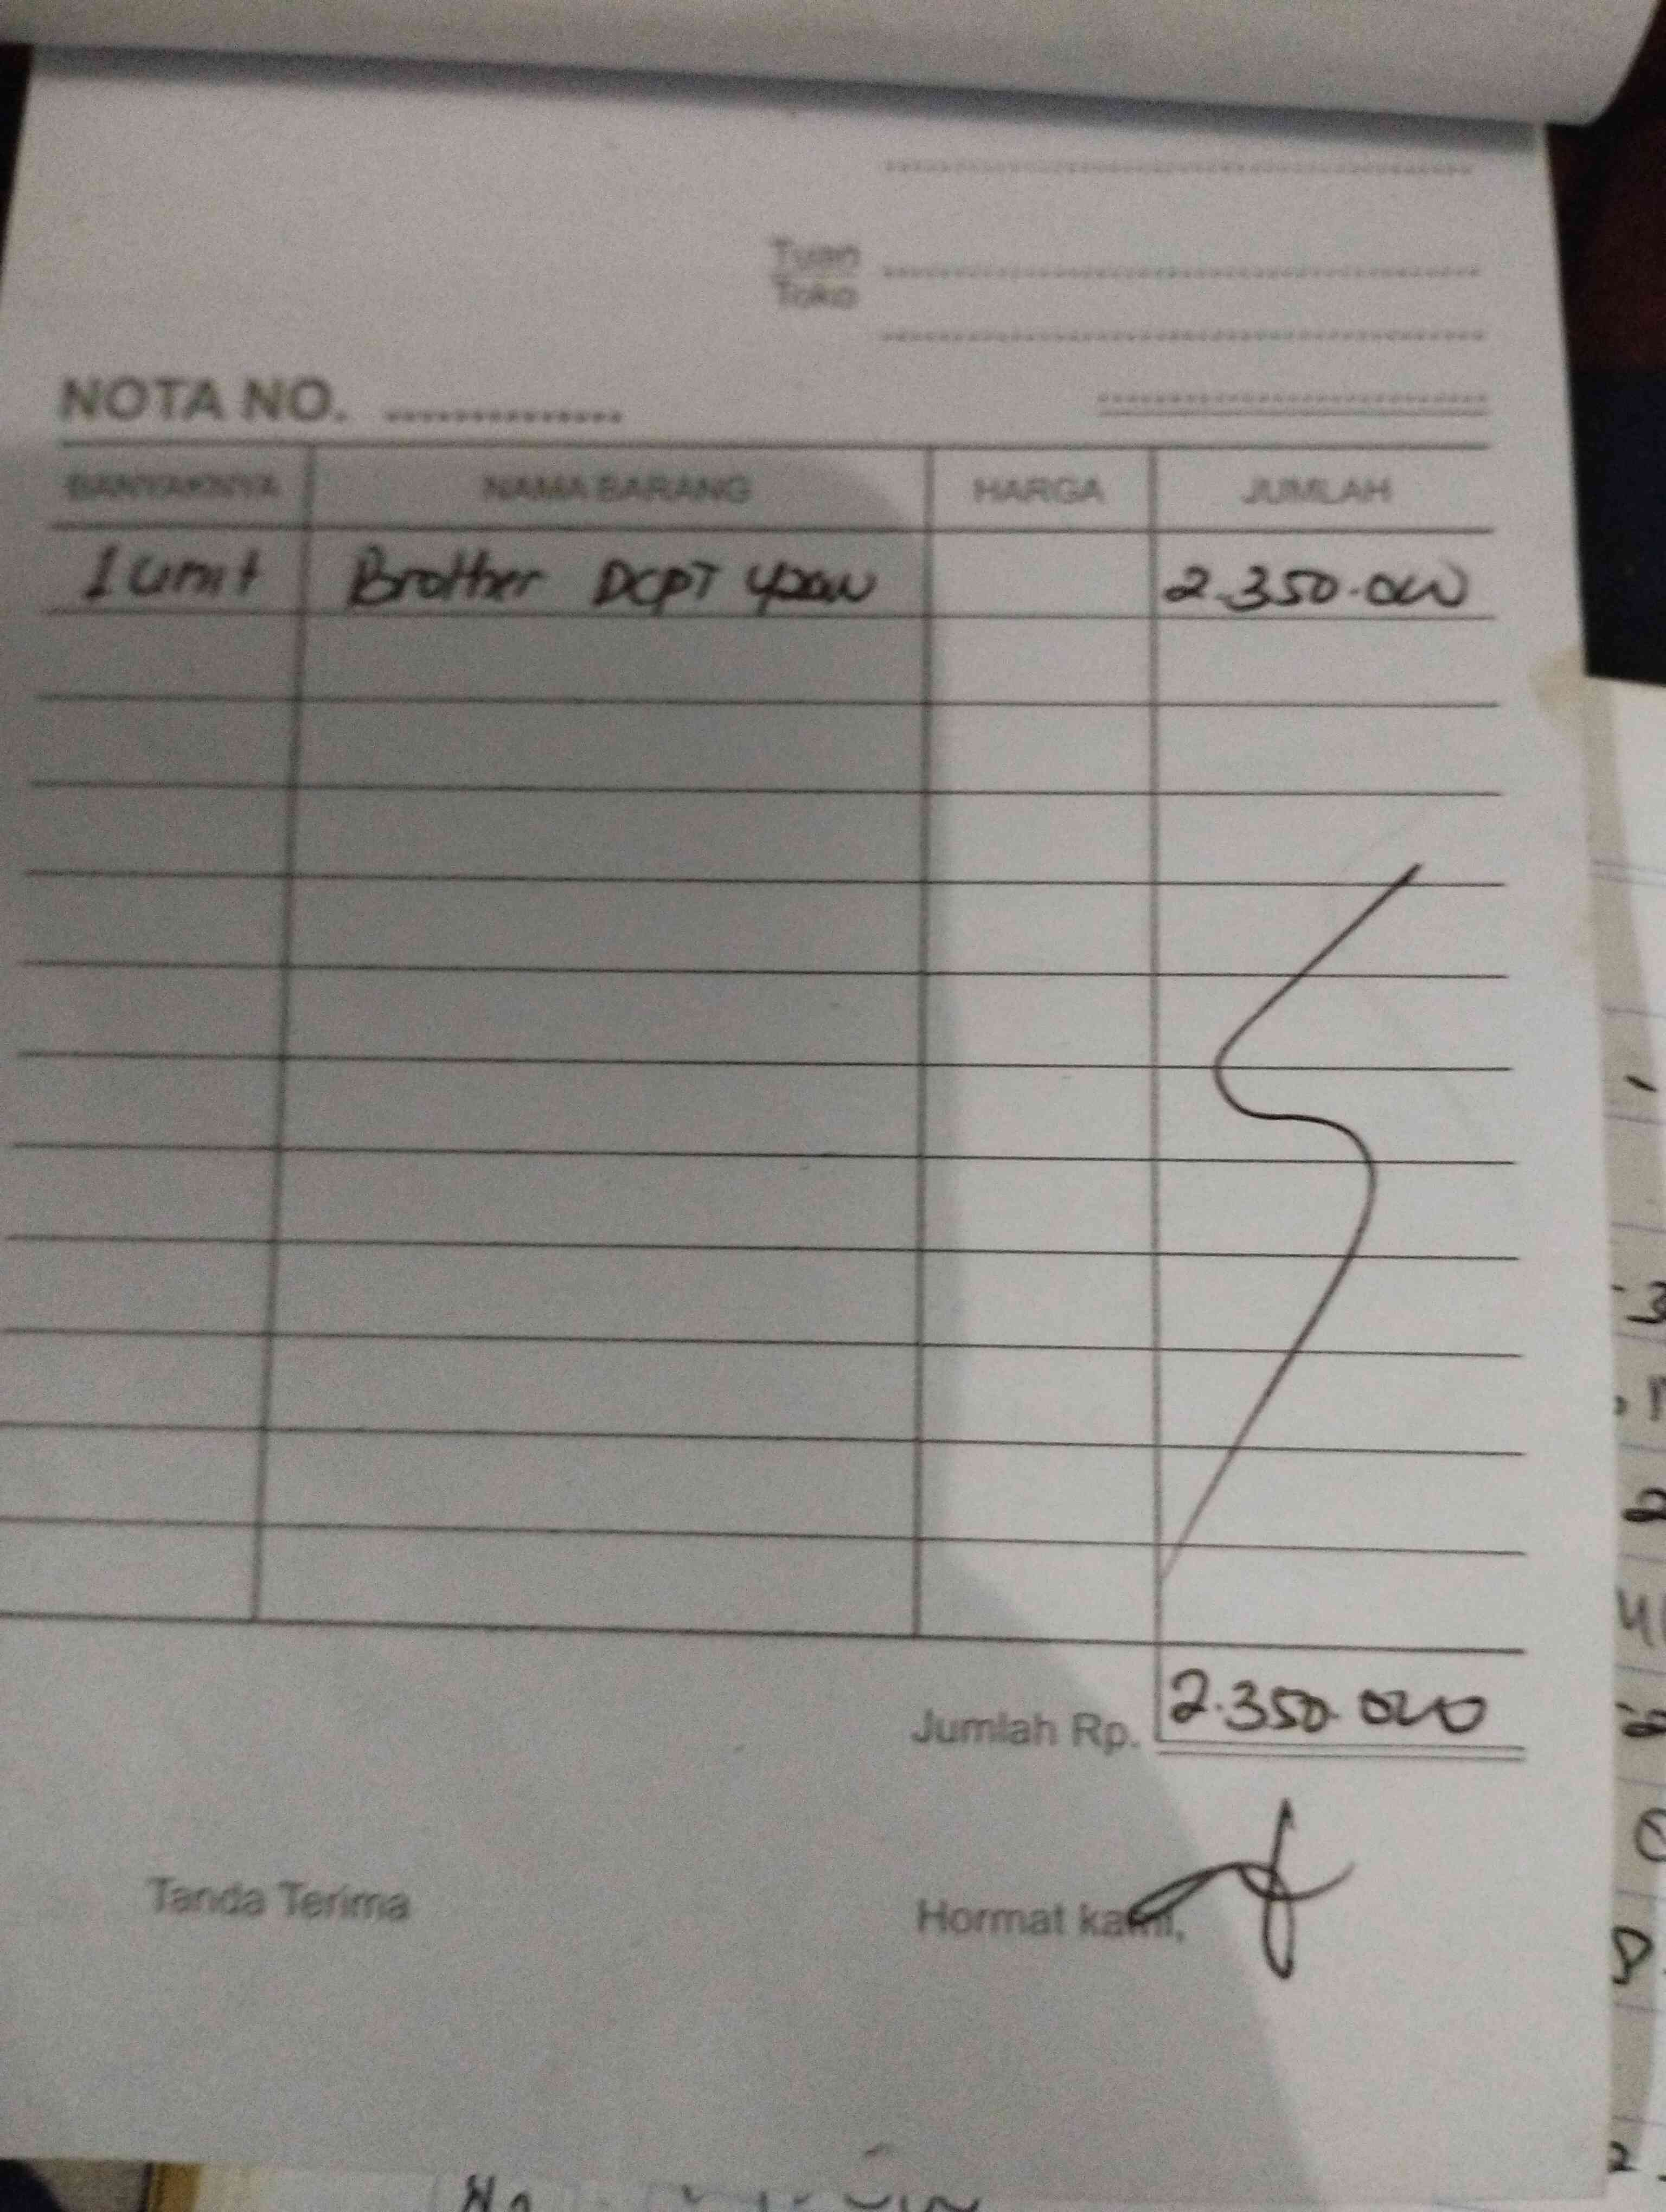 Tuan
Toko
NOTA NO.
BANYAKNYA NAMA BARANG HARGA JUMLAH
1 unit Brother DCPT 420W 2.350.000
Jumlah Rp. 2.350.000
Tanda Terima Hormat kami,